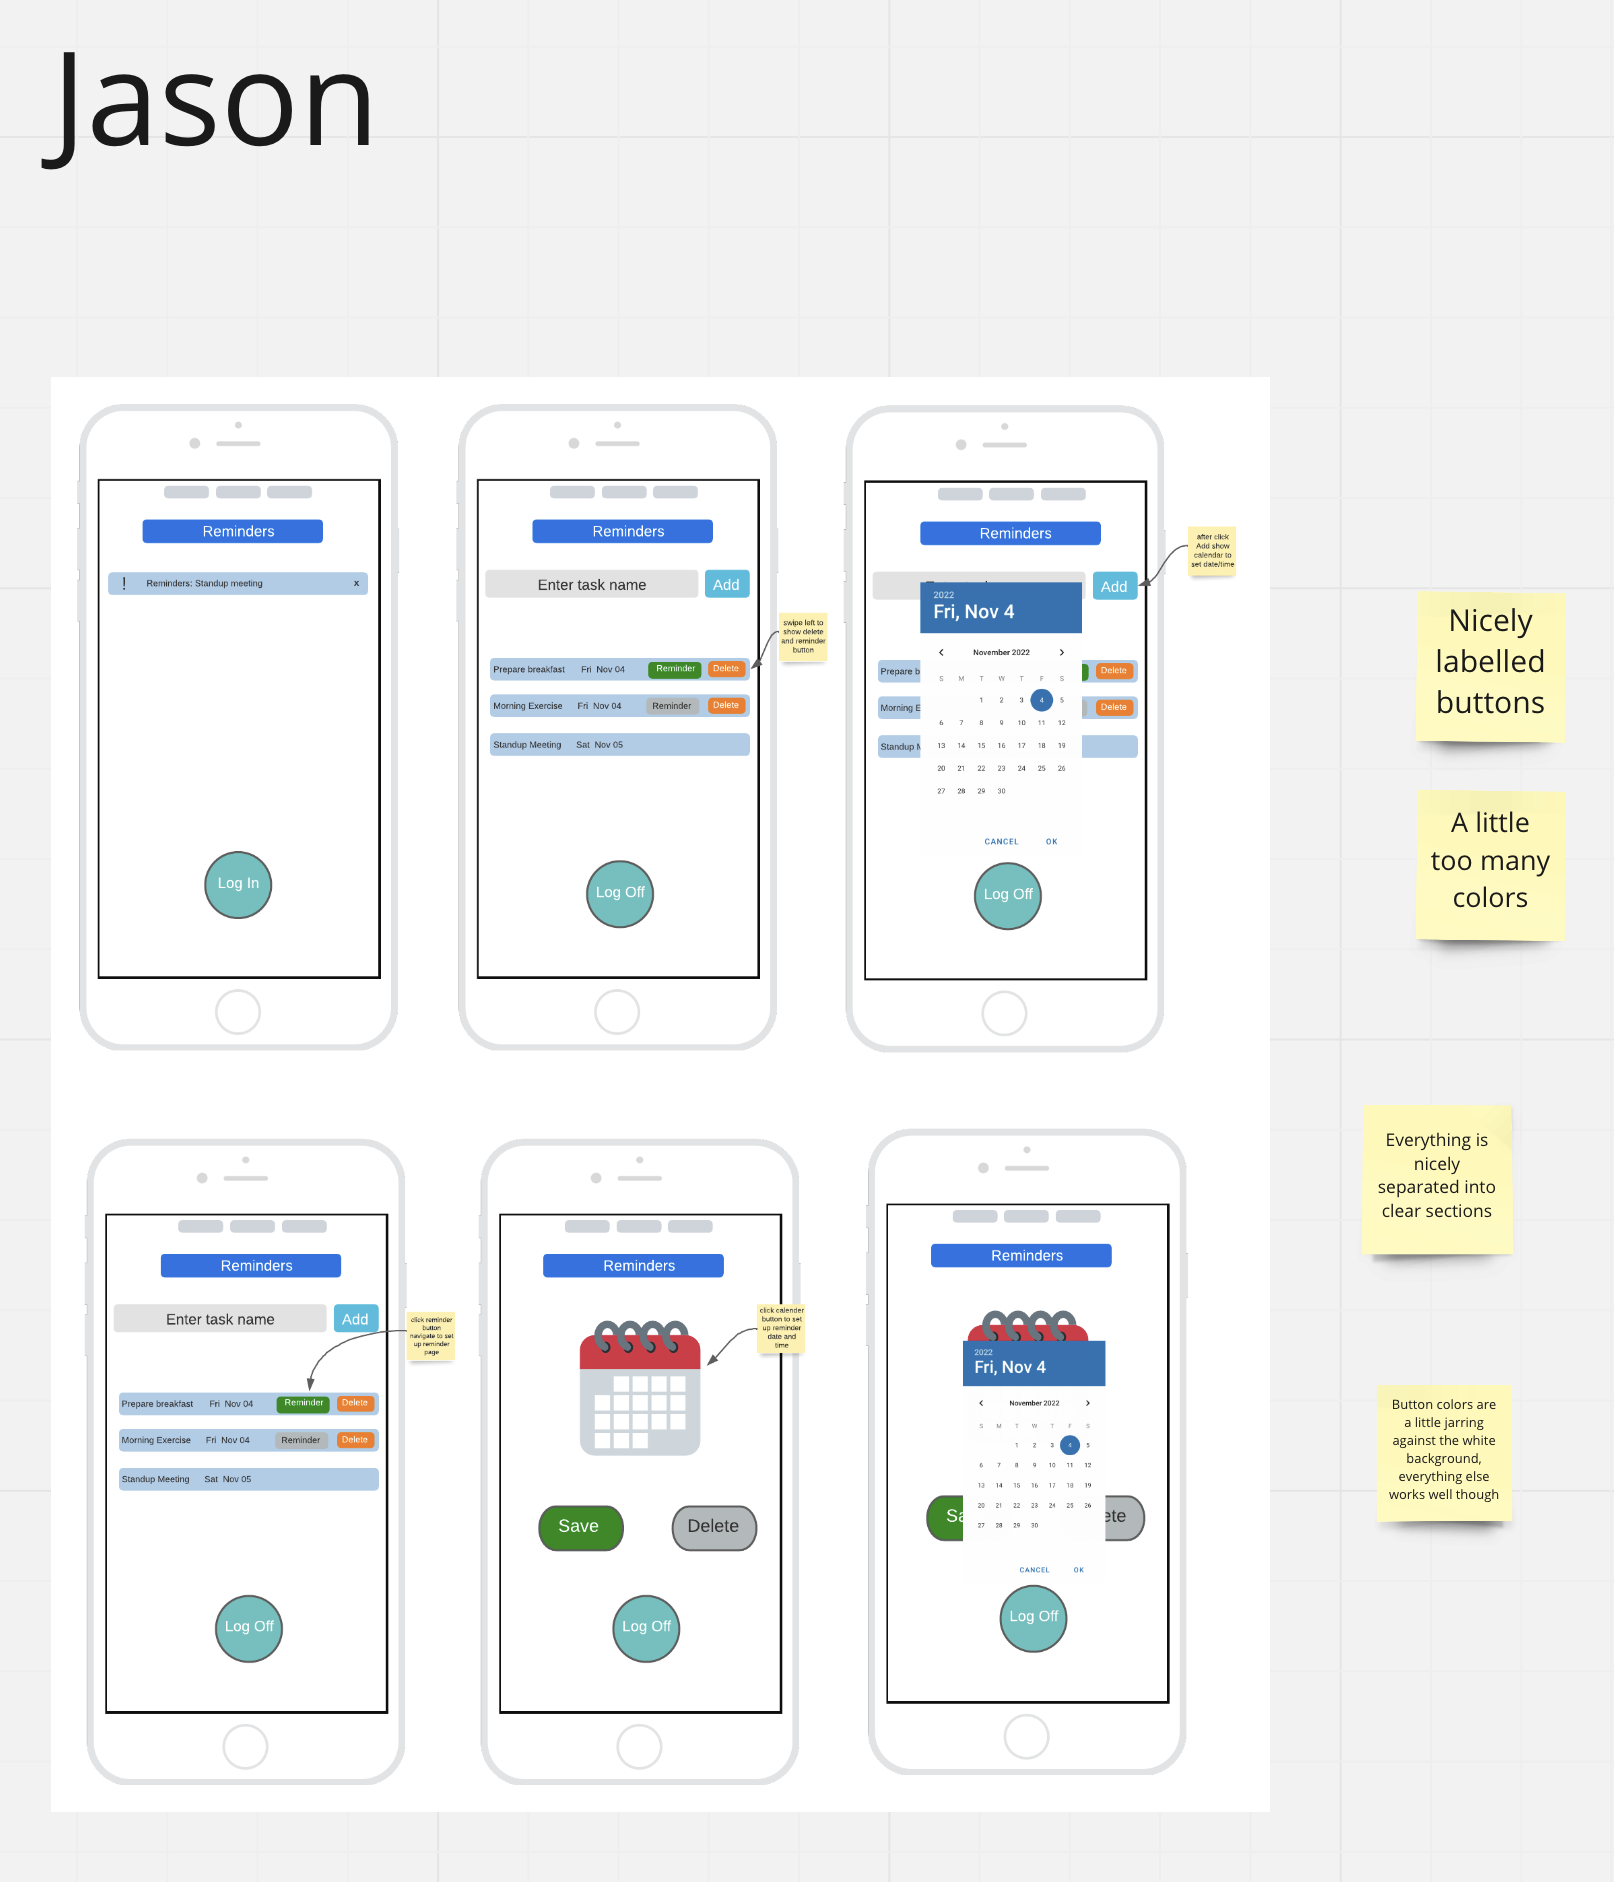 Jason
Reminders
! Reminders: Standup meeting x
Log In
Reminders
Enter task name Add
swipe left to
show delete
and reminder
button
Prepare breakfast Fri Nov 04 Reminder Delete
Morning Exercise Fri Nov 04 Reminder Delete
Standup Meeting Sat Nov 05
Log Off
Reminders
after click
Add show
calendar to
set date/time
Add
2022
Fri, Nov 4
November 2022
S M T W T F S
1 2 3 4 5
6 7 8 9 10 11 12
13 14 15 16 17 18 19
20 21 22 23 24 25 26
27 28 29 30
CANCEL OK
Prepare b Delete
Morning E Delete
Standup M
Log Off
Nicely
labelled
buttons
A little
too many
colors
Reminders
Enter task name Add
click reminder
button
navigate to set
up reminder
page
Prepare breakfast Fri Nov 04 Reminder Delete
Morning Exercise Fri Nov 04 Reminder Delete
Standup Meeting Sat Nov 05
Log Off
Reminders
click calender
button to set
up reminder
date and
time
Save Delete
Log Off
Reminders
2022
Fri, Nov 4
November 2022
S M T W T F S
1 2 3 4 5
6 7 8 9 10 11 12
13 14 15 16 17 18 19
20 21 22 23 24 25 26
27 28 29 30
CANCEL OK
Sa ete
Log Off
Everything is
nicely
separated into
clear sections
Button colors are
a little jarring
against the white
background,
everything else
works well though